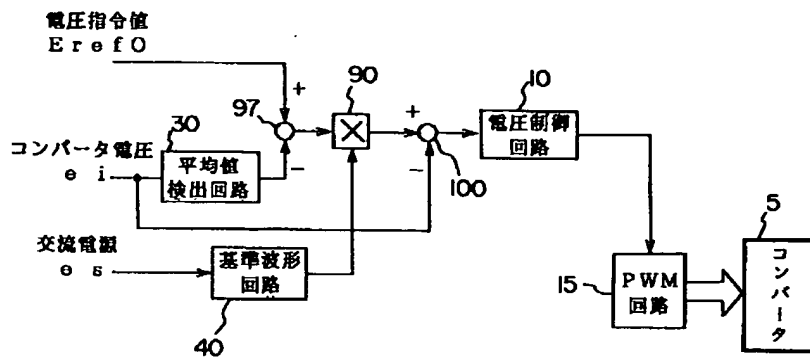 電圧指令値
Eref0
90
+
97
×
+
10
電圧制御
回路
30
コンバータ電圧
ei
平均値
検出回路
−
−
100
交流電源
es
基準波形
回路
40
15
PWM
回路
5
コンバータ